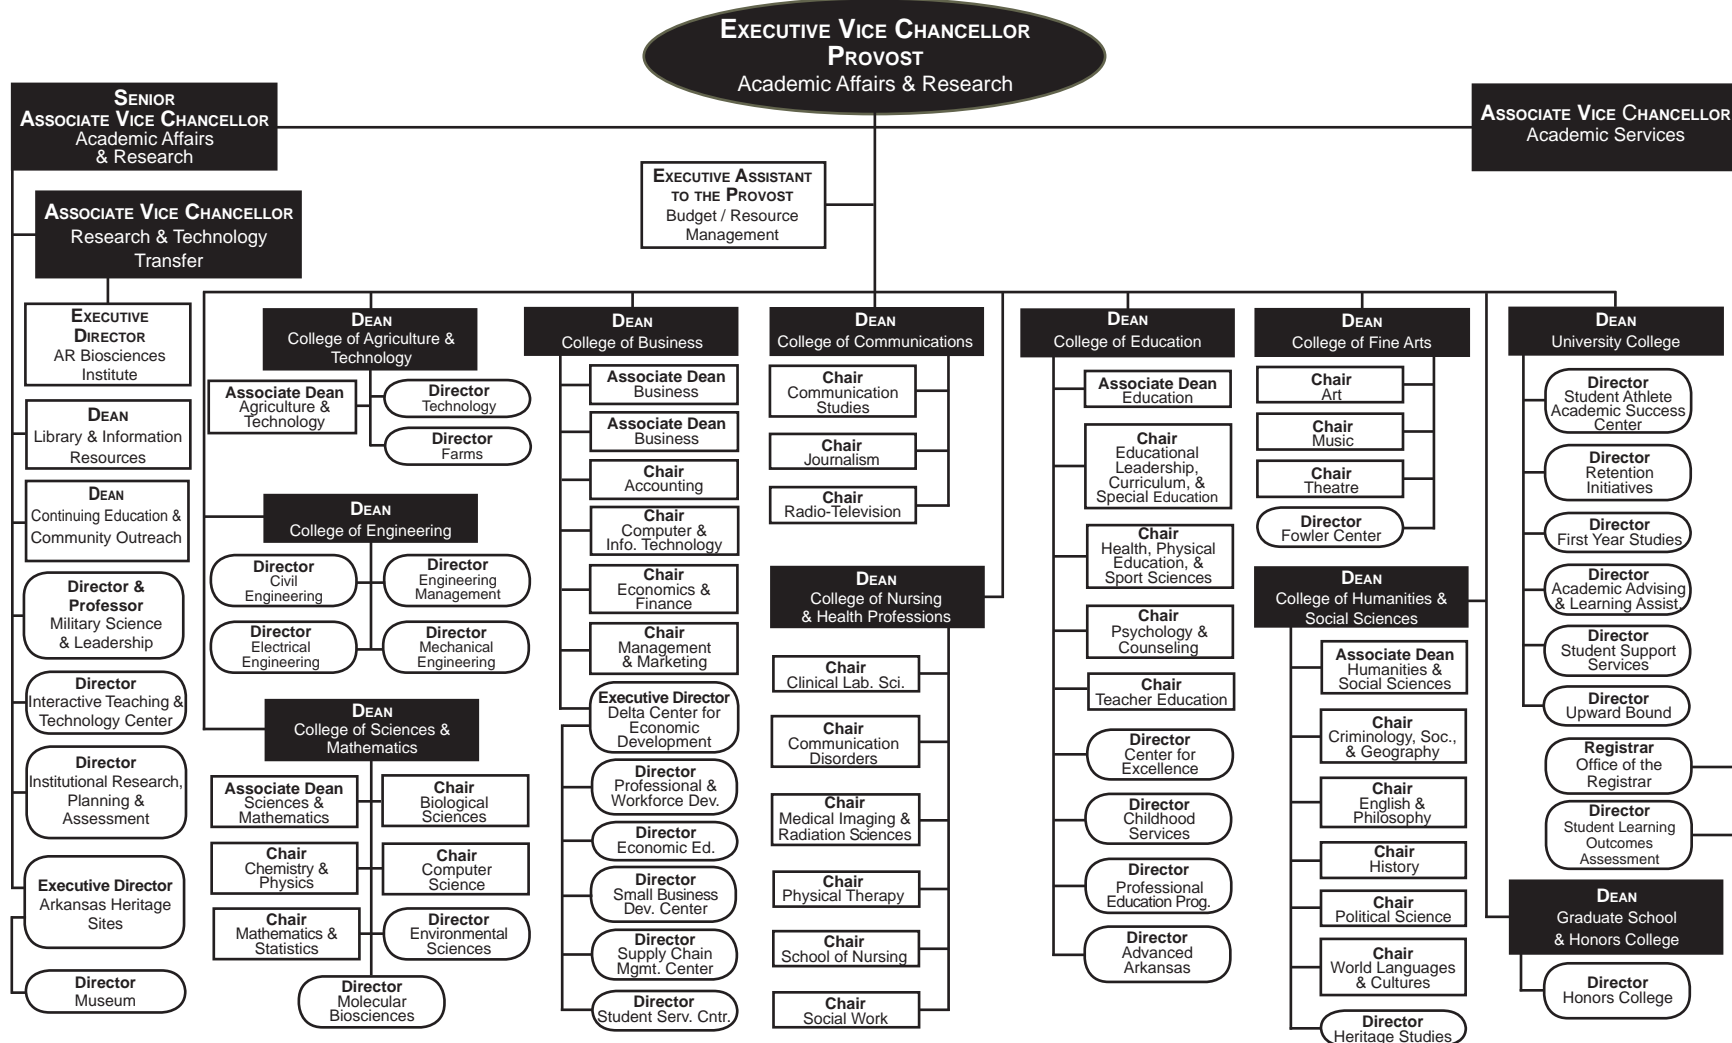 EXECUTIVE VICE CHANCELLOR
PROVOST
Academic Affairs & Research
SENIOR
ASSOCIATE VICE CHANCELLOR
Academic Affairs
& Research
ASSOCIATE VICE CHANCELLOR
Academic Services
EXECUTIVE ASSISTANT
TO THE PROVOST
Budget / Resource
Management
ASSOCIATE VICE CHANCELLOR
Research & Technology
Transfer
EXECUTIVE
DIRECTOR
AR Biosciences
Institute
DEAN
Library & Information
Resources
DEAN
Continuing Education &
Community Outreach
Director &
Professor
Military Science
& Leadership
Director
Interactive Teaching &
Technology Center
Director
Institutional Research,
Planning &
Assessment
Executive Director
Arkansas Heritage
Sites
Director
Museum
DEAN
College of Agriculture &
Technology
Associate Dean
Agriculture &
Technology
Director
Technology
Director
Farms
DEAN
College of Engineering
Director
Civil
Engineering
Director
Engineering
Management
Director
Electrical
Engineering
Director
Mechanical
Engineering
DEAN
College of Sciences &
Mathematics
Associate Dean
Sciences &
Mathematics
Chair
Biological
Sciences
Chair
Chemistry &
Physics
Chair
Computer
Science
Chair
Mathematics &
Statistics
Director
Environmental
Sciences
Director
Molecular
Biosciences
DEAN
College of Business
Associate Dean
Business
Associate Dean
Business
Chair
Accounting
Chair
Computer &
Info. Technology
Chair
Economics &
Finance
Chair
Management
& Marketing
Executive Director
Delta Center for
Economic
Development
Director
Professional &
Workforce Dev.
Director
Economic Ed.
Director
Small Business
Dev. Center
Director
Supply Chain
Mgmt. Center
Director
Student Serv. Cntr.
DEAN
College of Communications
Chair
Communication
Studies
Chair
Journalism
Chair
Radio-Television
DEAN
College of Nursing
& Health Professions
Chair
Clinical Lab. Sci.
Chair
Communication
Disorders
Chair
Medical Imaging &
Radiation Sciences
Chair
Physical Therapy
Chair
School of Nursing
Chair
Social Work
DEAN
College of Education
Associate Dean
Education
Chair
Educational
Leadership,
Curriculum, &
Special Education
Chair
Health, Physical
Education, &
Sport Sciences
Chair
Psychology &
Counseling
Chair
Teacher Education
Director
Center for
Excellence
Director
Childhood
Services
Director
Professional
Education Prog.
Director
Advanced
Arkansas
DEAN
College of Fine Arts
Chair
Art
Chair
Music
Chair
Theatre
Director
Fowler Center
DEAN
College of Humanities &
Social Sciences
Associate Dean
Humanities &
Social Sciences
Chair
Criminology, Soc.,
& Geography
Chair
English &
Philosophy
Chair
History
Chair
Political Science
Chair
World Languages
& Cultures
Director
Heritage Studies
DEAN
University College
Director
Student Athlete
Academic Success
Center
Director
Retention
Initiatives
Director
First Year Studies
Director
Academic Advising
& Learning Assist.
Director
Student Support
Services
Director
Upward Bound
Registrar
Office of the
Registrar
Director
Student Learning
Outcomes
Assessment
DEAN
Graduate School
& Honors College
Director
Honors College